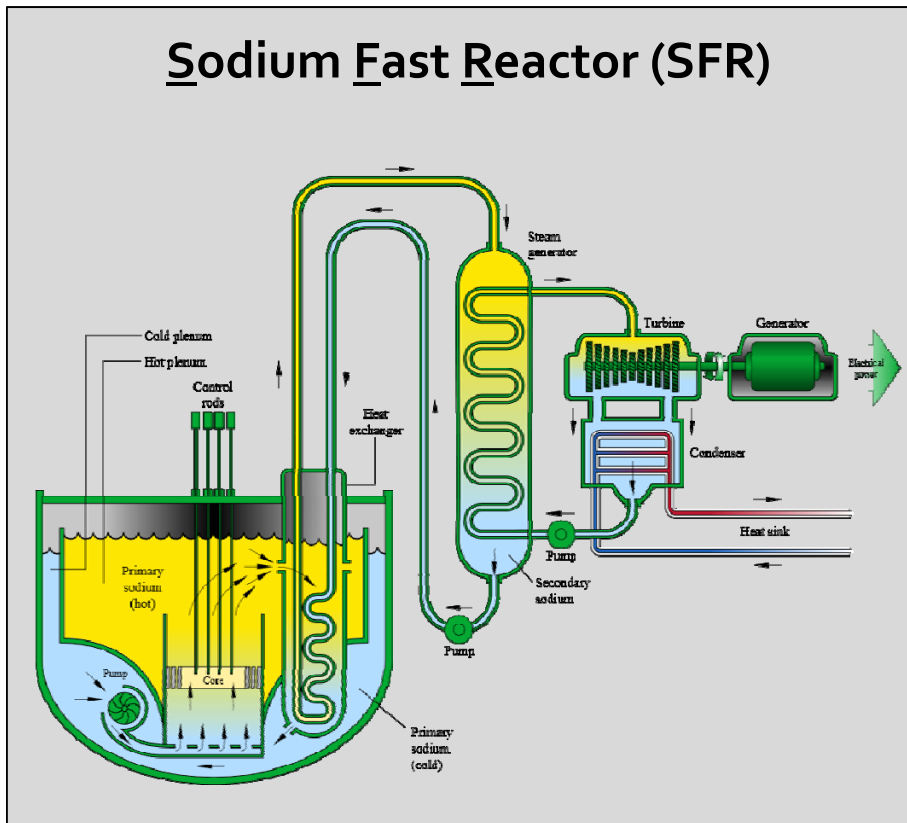 Sodium Fast Reactor (SFR)
Steam
generator
Turbine
Generator
Electrical
power
Cold plenum
Hot plenum
Control
rods
Heat
exchanger
Condenser
Heat sink
Pump
Primary
sodium
(hot)
Secondary
sodium
Pump
Pump
Core
Primary
sodium
(cold)